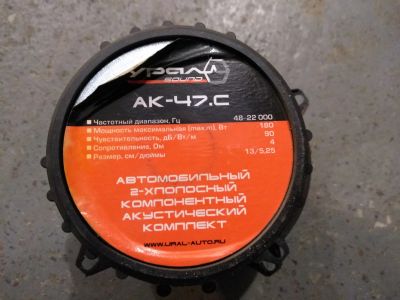 УРАЛ
SOUND
АК-47.С
Частотный диапазон, Гц 48-22 000
Мощность максимальная (max.m), Вт 180
Чувствительность, дБ/Вт/м 90
Сопротивление, Ом 4
Размер, см/дюймы 13/5,25
АВТОМОБИЛЬНЫЙ
2-ХПОЛОСНЫЙ
КОМПОНЕНТНЫЙ
АКУСТИЧЕСКИЙ
КОМПЛЕКТ
WWW.URAL-AUTO.RU